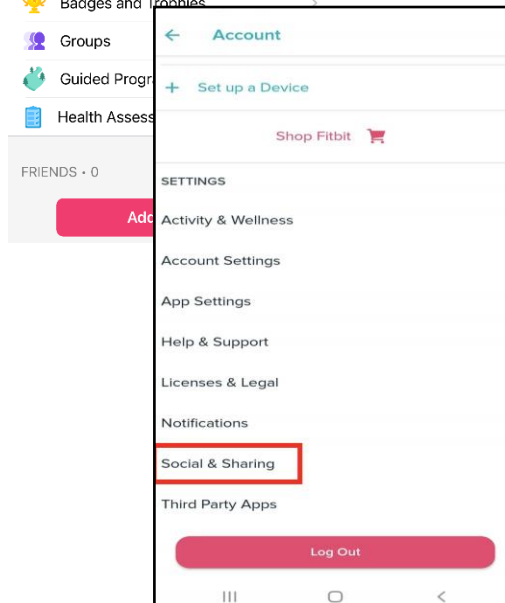 Badges and Trophies
Groups
Guided Progr
Health Assess
FRIENDS • 0
Add
Account
+ Set up a Device
Shop Fitbit
SETTINGS
Activity & Wellness
Account Settings
App Settings
Help & Support
Licenses & Legal
Notifications
Social & Sharing
Third Party Apps
Log Out